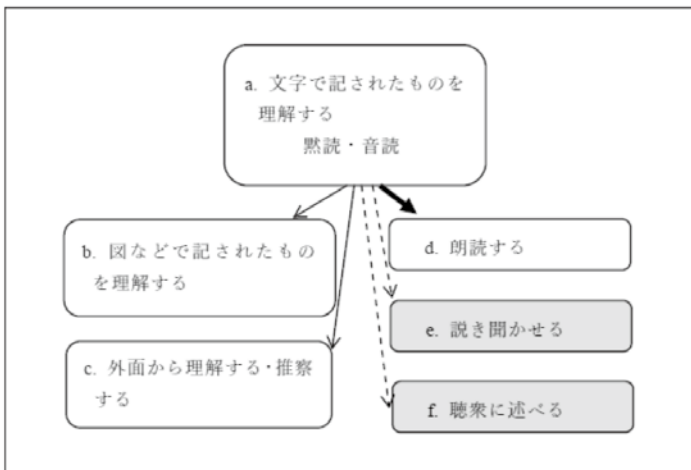 a. 文字で記されたものを
理解する
黙読・音読
b. 図などで記されたもの
を理解する
c. 外面から理解する・推察
する
d. 朗読する
e. 説き聞かせる
f. 聴衆に述べる